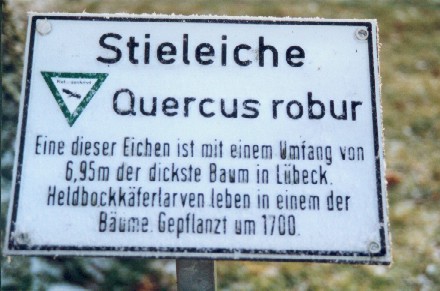 Stieleiche
Quercus robur
Eine dieser Eichen ist mit einem Umfang von
6,95m der dickste Baum in Lübeck.
Heldbockkäferlarven leben in einem der
Bäume. Gepflanzt um 1700.